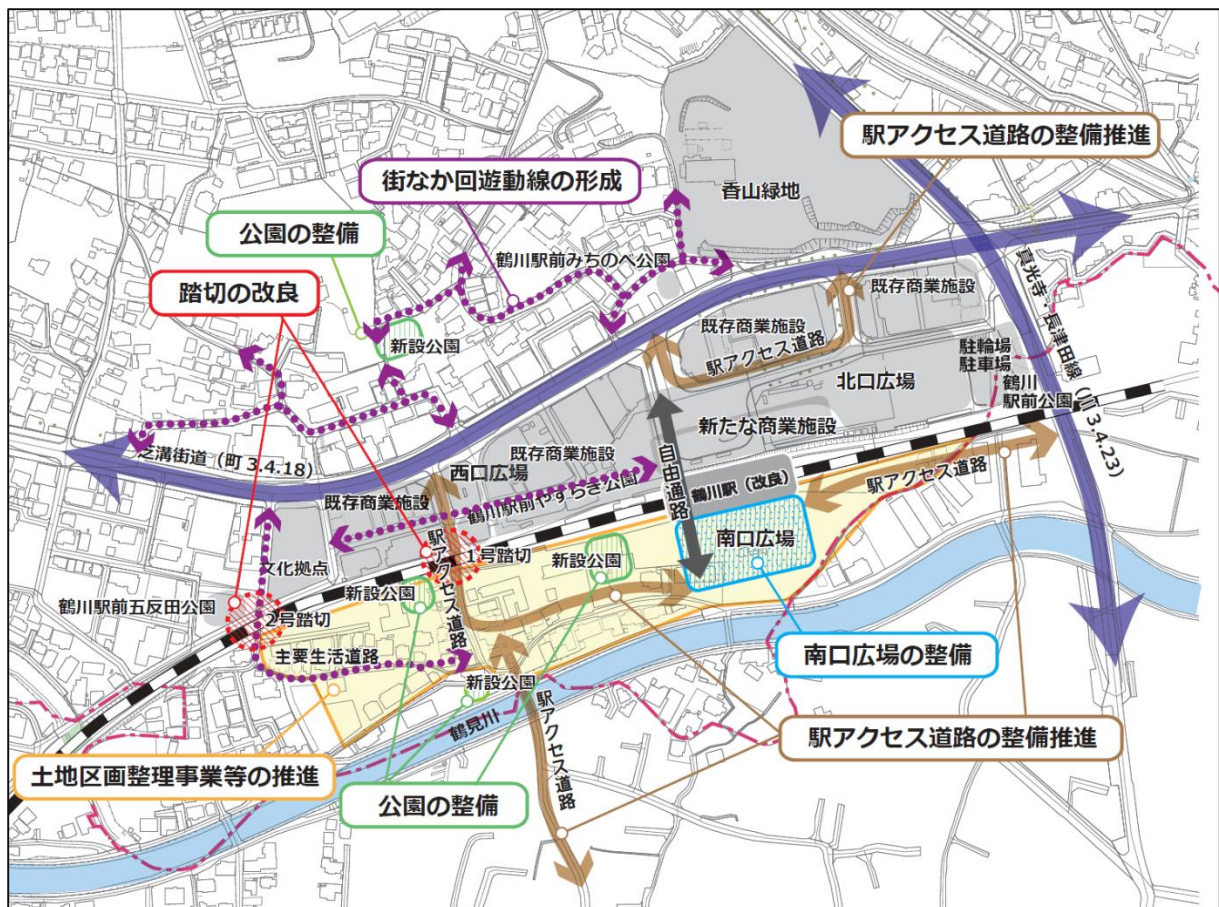 駅アクセス道路の整備推進
街なか回遊動線の形成
香山緑地
公園の整備
鶴川駅前みちのべ公園
踏切の改良
真光寺・長津田線（川 3.4.23）
既存商業施設
既存商業施設
新設公園
駅アクセス道路
駐輪場
駐車場
北口広場
鶴川
駅前公園
新たな商業施設
芝溝街道（町 3.4.18）
西口広場
既存商業施設
自由通路
既存商業施設
鶴川駅前やすらぎ公園
鶴川駅（改良）
駅アクセス道路
南口広場
1号踏切
新設公園
文化拠点
駅アクセス道路
新設公園
鶴川駅前五反田公園
2号踏切
主要生活道路
南口広場の整備
新設公園
鶴見川
駅アクセス道路
駅アクセス道路の整備推進
土地区画整理事業等の推進
公園の整備